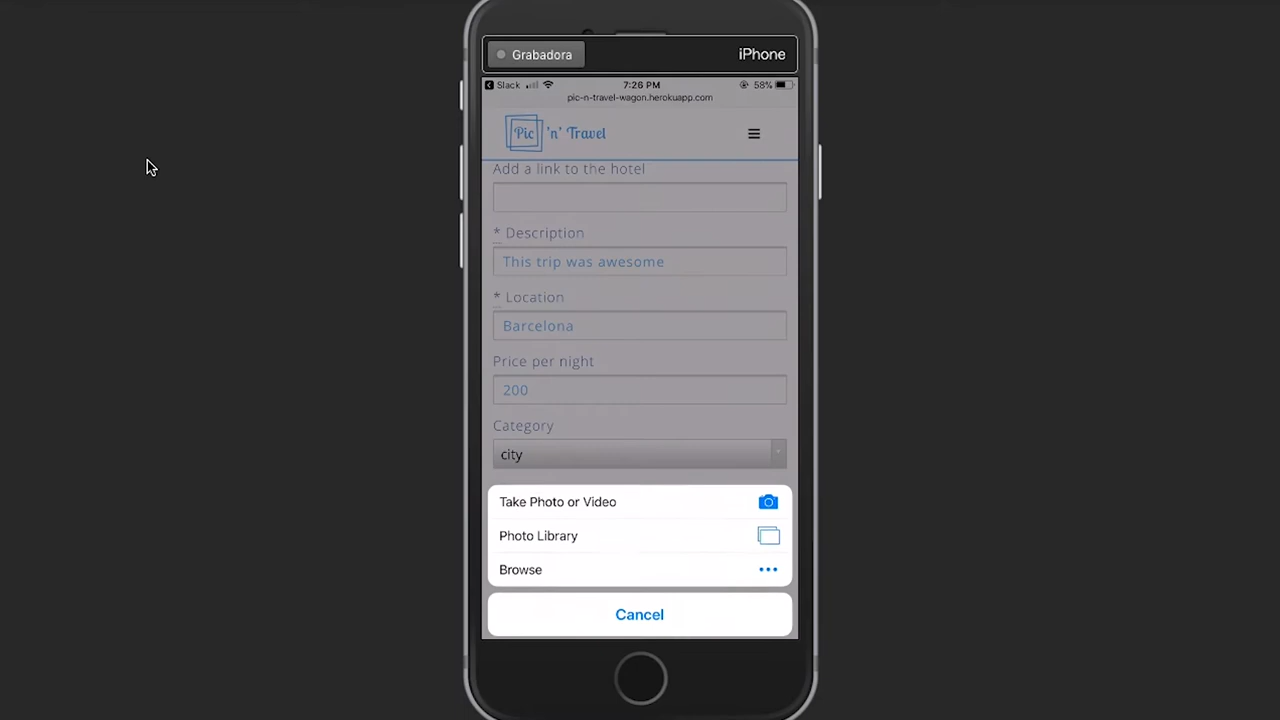 Grabadora
iPhone
Slack 7:26 PM 58%
pic-n-travel-wagon.herokuapp.com
Pic 'n' Travel
Add a link to the hotel
* Description
This trip was awesome
* Location
Barcelona
Price per night
200
Category
city
Take Photo or Video
Photo Library
Browse
Cancel